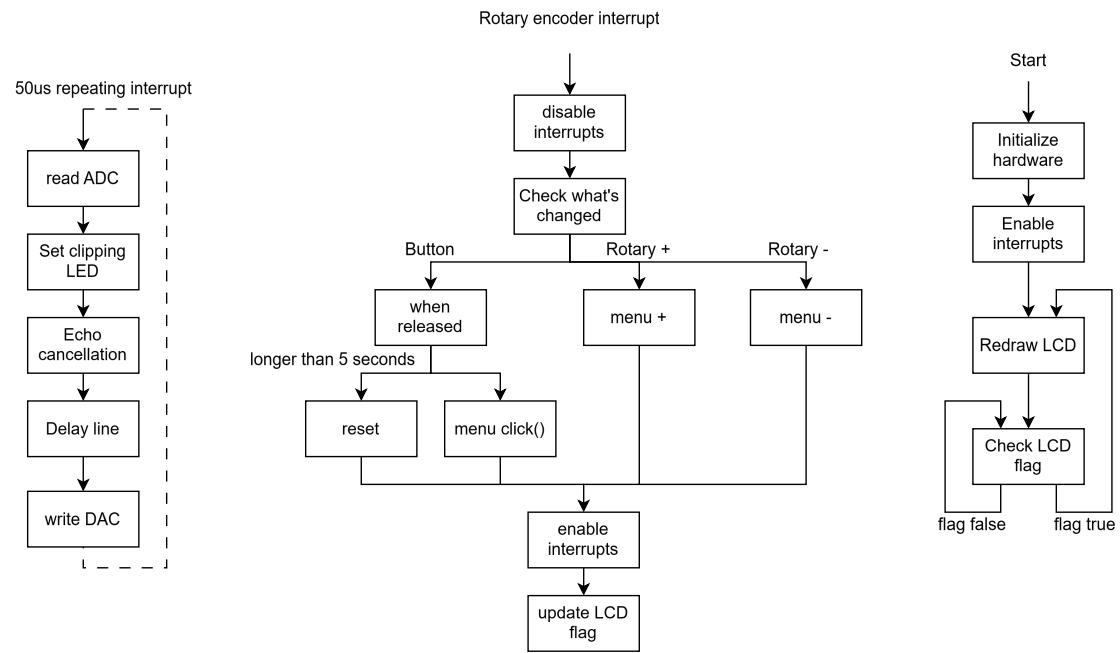 50us repeating interrupt
read ADC
Set clipping
LED
Echo
cancellation
Delay line
write DAC
Rotary encoder interrupt
disable
interrupts
Check what's
changed
Button
Rotary +
Rotary -
when
released
menu +
menu -
longer than 5 seconds
reset
menu click()
enable
interrupts
update LCD
flag
Start
Initialize
hardware
Enable
interrupts
Redraw LCD
Check LCD
flag
flag false
flag true